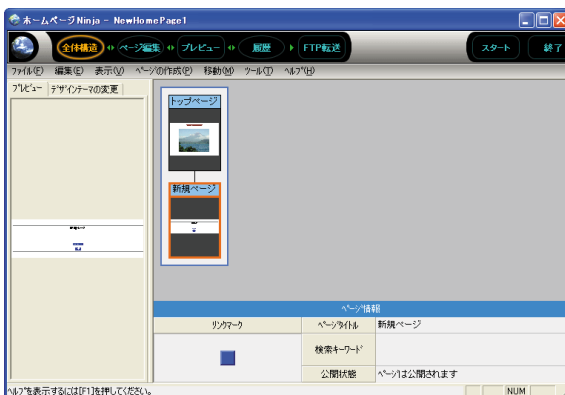 ホームページNinja - NewHomePage1
全体構造 ページ編集 プレビュー 履歴 FTP転送 スタート 終了
ファイル(F) 編集(E) 表示(V) ページの作成(P) 移動(M) ツール(T) ヘルプ(H)
プレビュー デザインテーマの変更
トップページ
新規ページ
ページ情報
リンクマーク ページタイトル 新規ページ
検索キーワード
公開状態 ページは公開されます
ヘルプを表示するには[F1]を押してください。 NUM